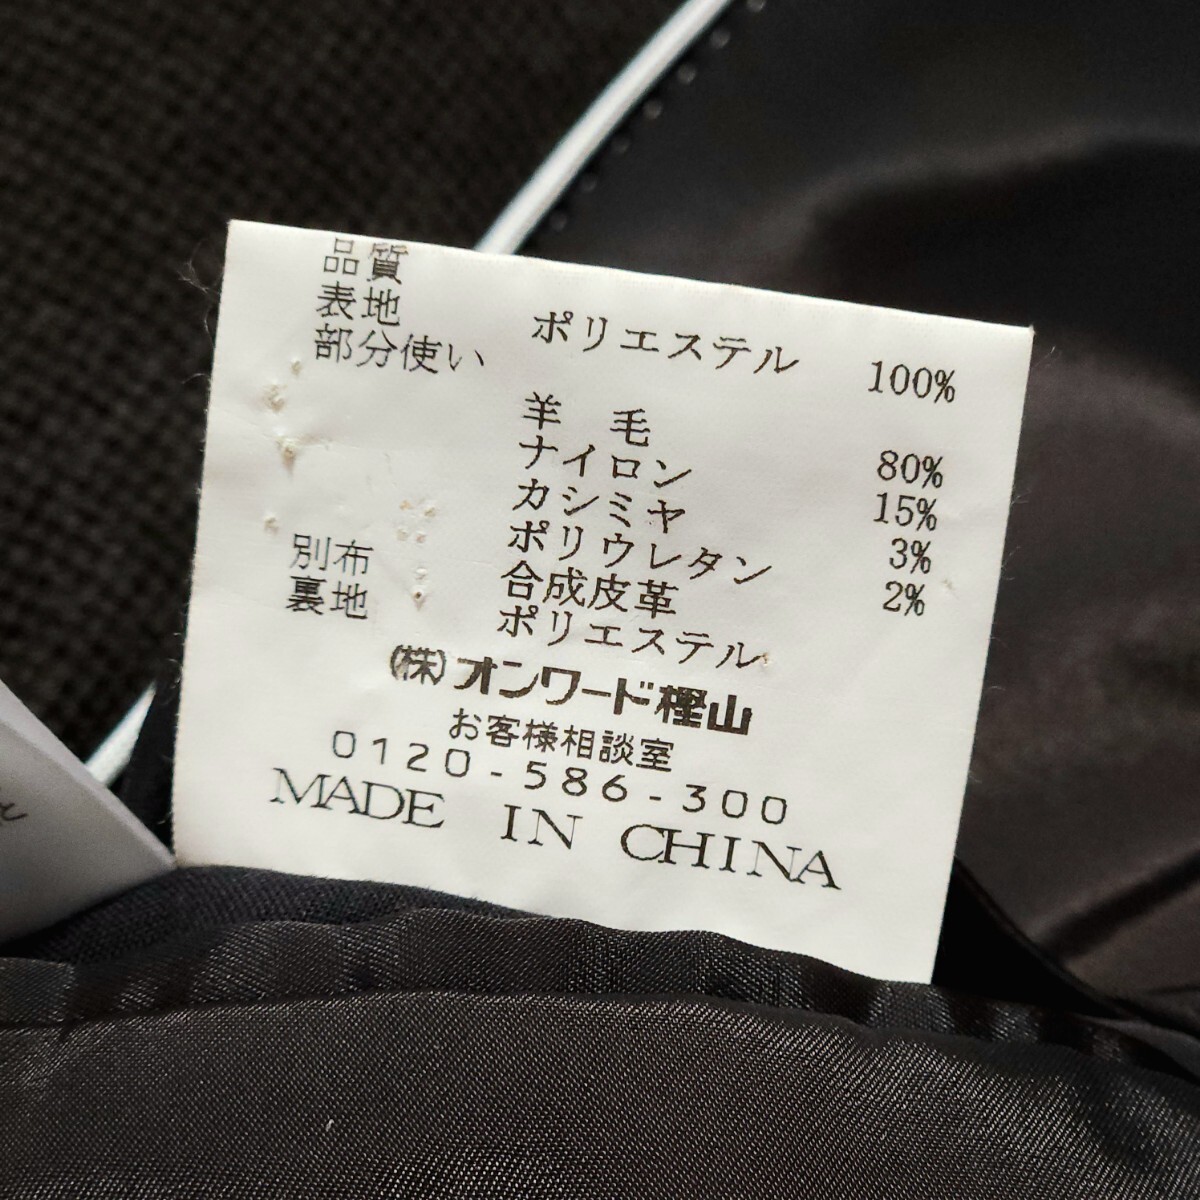 品質
表地 ポリエステル 100%
部分使い
羊 毛 80%
ナイロン 15%
カシミヤ 3%
ポリウレタン 2%
別布 合成皮革
裏地 ポリエステル
(株)オンワード樫山
お客様相談室
0120-586-300
MADE IN CHINA